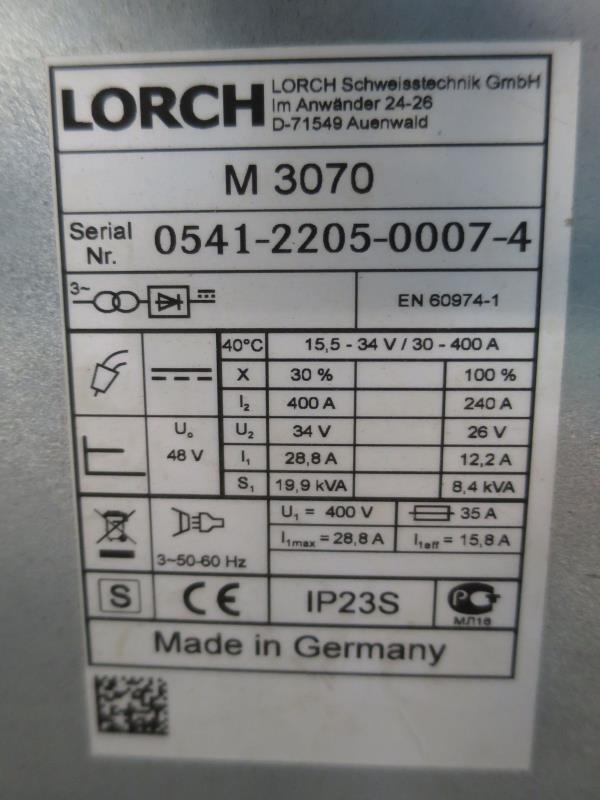 LORCH
LORCH Schweisstechnik GmbH
Im Anwänder 24-26
D-71549 Auenwald
M 3070
Serial Nr. 0541-2205-0007-4
3~
EN 60974-1
40°C 15,5 - 34 V / 30 - 400 A
X 30 % 100 %
I2 400 A 240 A
U0 48 V
U2 34 V 26 V
I1 28,8 A 12,2 A
S1 19,9 kVA 8,4 kVA
3~50-60 Hz
U1 = 400 V 35 A
I1max = 28,8 A I1eff = 15,8 A
S CE IP23S PC
МЛ16
Made in Germany